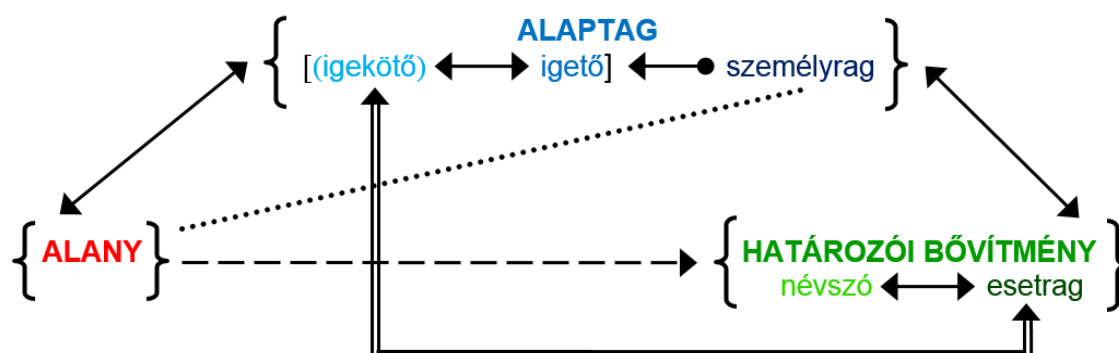 ALAPTAG
[(igekötő) igető] személyrag
ALANY
HATÁROZÓI BŐVÍTMÉNY
névszó esetrag